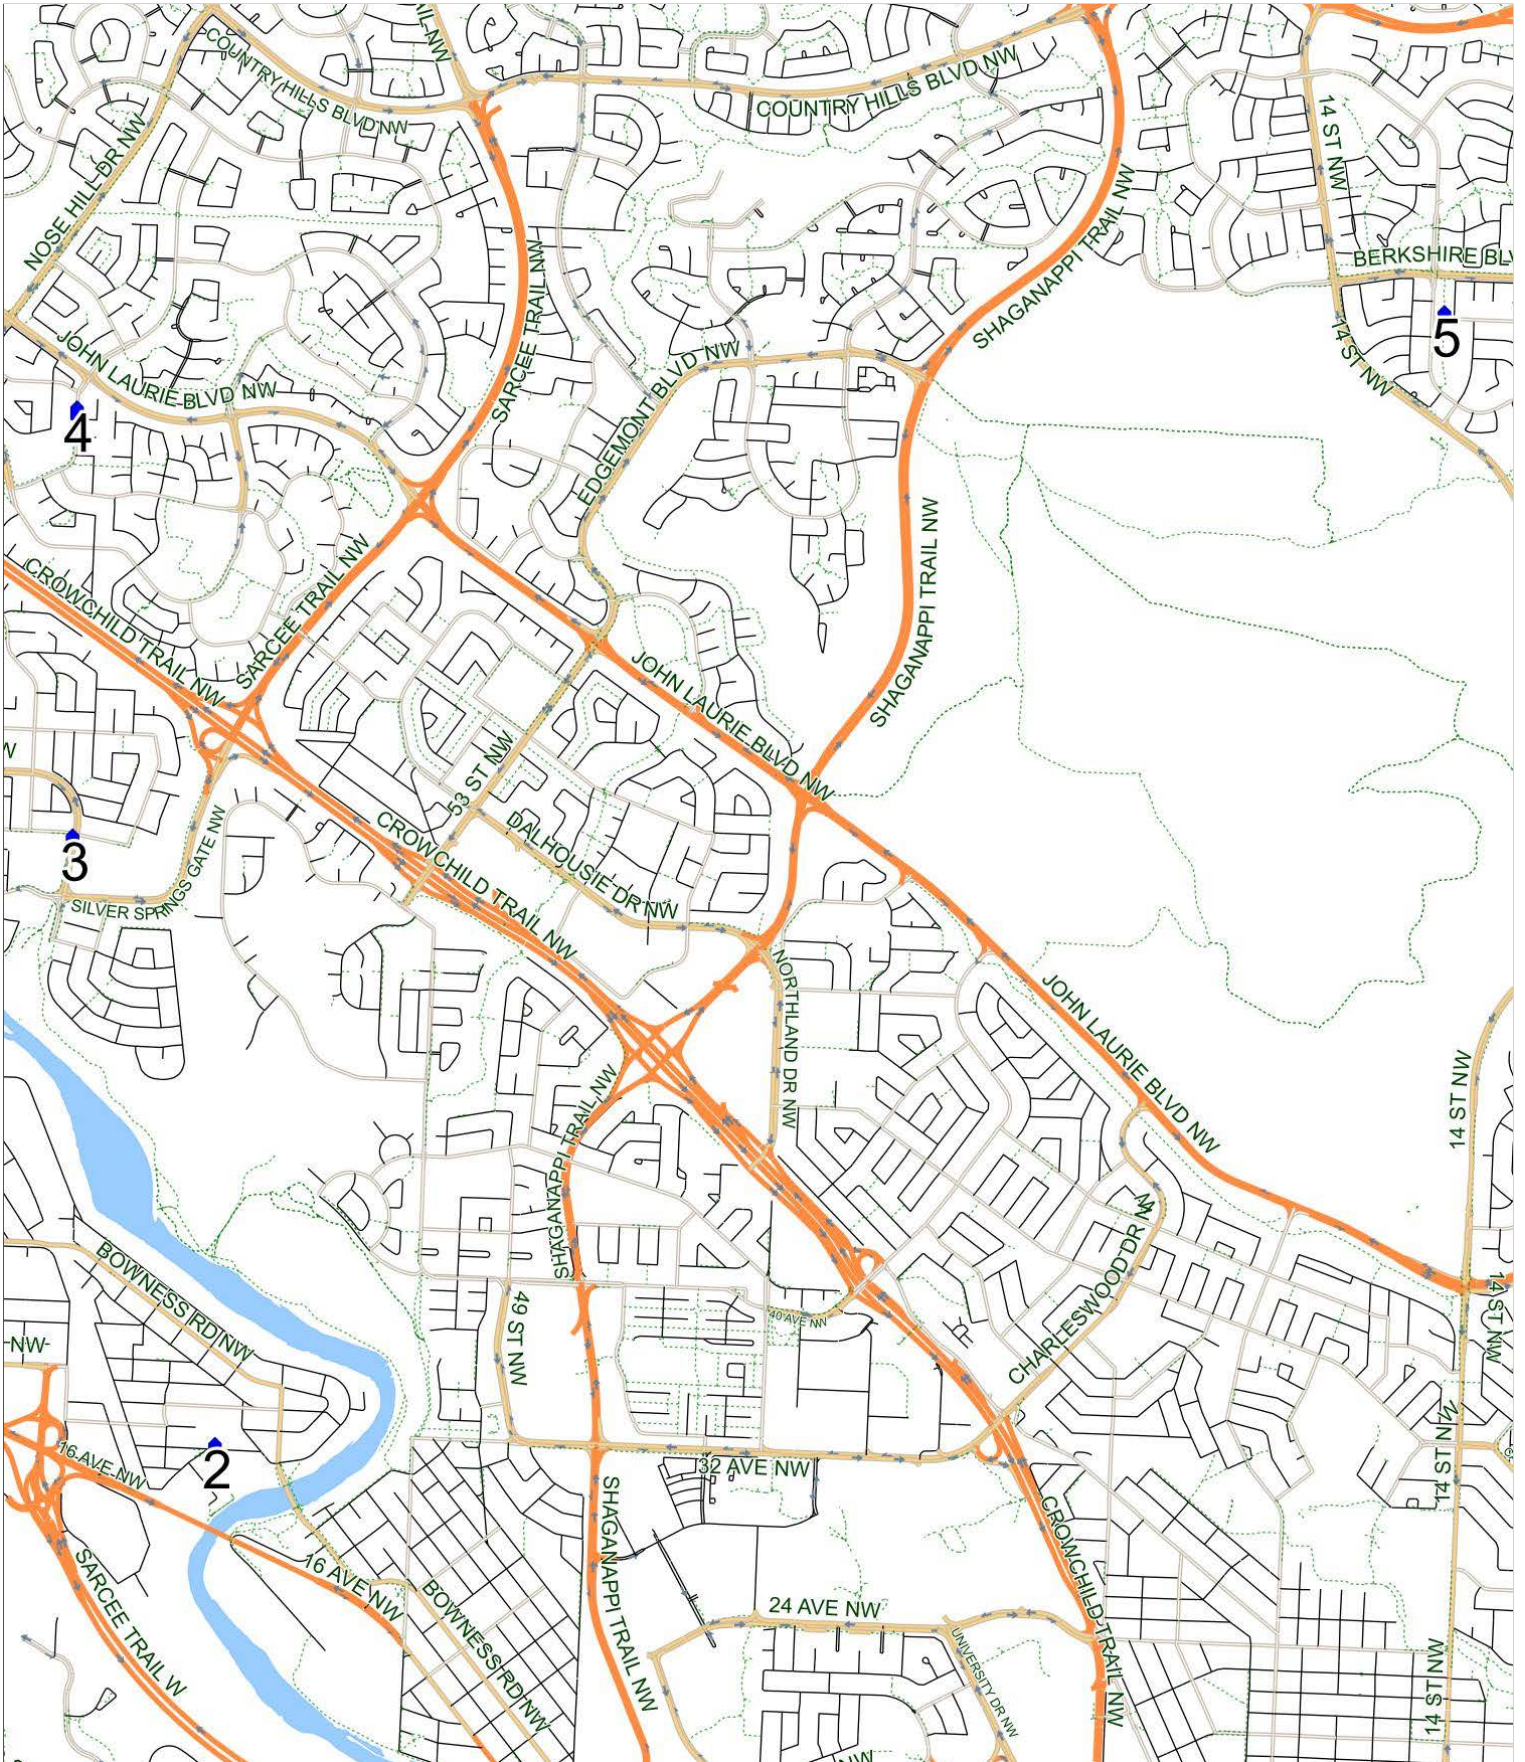 TRAIL NW
COUNTRY HILLS BLVD NW
COUNTRY HILLS BLVD NW
14 ST NW
NOSE HILL DR NW
SHAGANAPPI TRAIL NW
BERKSHIRE BLV
SARCEE TRAIL NW
5
14 ST NW
JOHN LAURIE BLVD NW
EDGEMONT BLVD NW
4
SHAGANAPPI TRAIL NW
CROWCHILD TRAIL NW
SARCEE TRAIL NW
JOHN LAURIE BLVD NW
SHAGANAPPI TRAIL NW
W
53 ST NW
CROWCHILD TRAIL NW
DALHOUSIE DR NW
3
SILVER SPRINGS GATE NW
NORTHLAND DR NW
JOHN LAURIE BLVD NW
14 ST NW
SHAGANAPPI TRAIL NW
CHARLESWOOD DR NW
BOWNESS RD NW
49 ST NW
40 AVE NW
14 ST NW
NW
16 AVE NW
2
32 AVE NW
14 ST NW
SHAGANAPPI TRAIL NW
CROWCHILD TRAIL NW
SARCEE TRAIL W
16 AVE NW
BOWNESS RD NW
24 AVE NW
UNIVERSITY DR NW
14 ST NW
NW